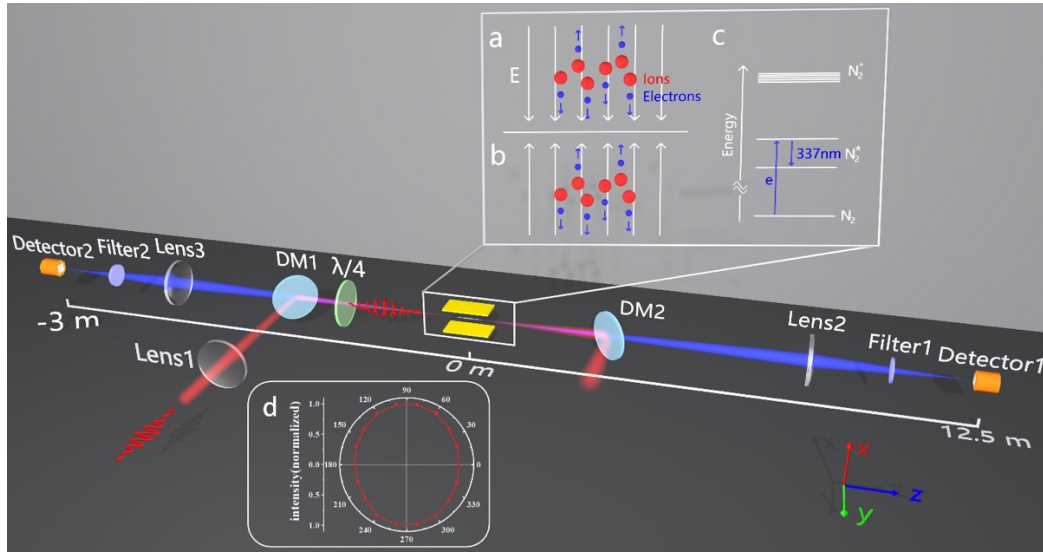 a
E
Ions
Electrons
b
c
Energy
N₂⁺
337nm
N₂*
e
N₂
Detector2
Filter2
Lens3
DM1
λ/4
DM2
Lens2
Filter1
Detector1
-3 m
0 m
12.5 m
Lens1
d
intensity(normalized)
1.0
0.5
0.0
0.5
1.0
90
60
30
0
330
300
270
240
210
180
150
120
x
y
z